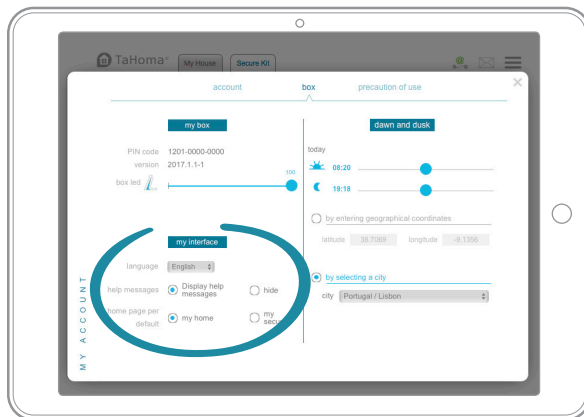 TaHoma®
My House
Secure Kit
account
box
precaution of use
my box
PIN code 1201-0000-0000
version 2017.1.1-1
box led
100
my interface
language English
help messages Display help messages hide
home page per default my home my
MY ACCOUNT
dawn and dusk
today
08:20
19:18
by entering geographical coordinates
latitude 38.7069 longitude -9.1356
by selecting a city
city Portugal / Lisbon